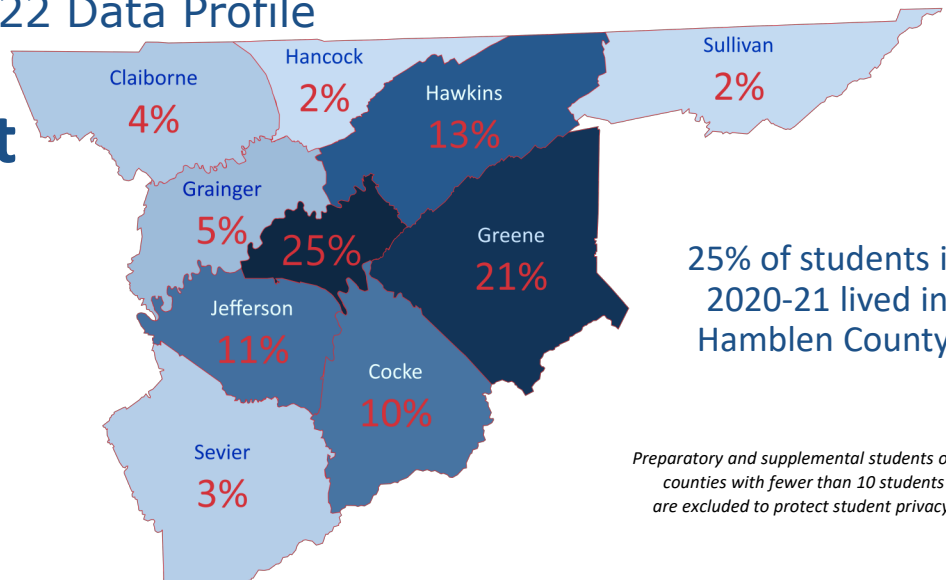 22 Data Profile
t
Hancock
2%
Sullivan
2%
Claiborne
4%
Hawkins
13%
Grainger
5%
25%
Greene
21%
25% of students i
2020-21 lived in
Hamblen County
Jefferson
11%
Cocke
10%
Sevier
3%
Preparatory and supplemental students o
counties with fewer than 10 students
are excluded to protect student privacy